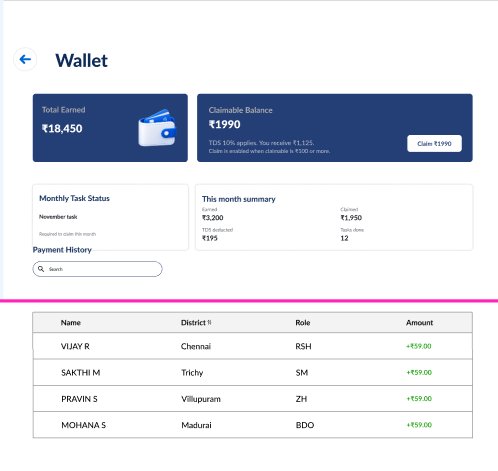 Wallet
Total Earned
₹18,450
Claimable Balance
₹1990
TDS 10% applies. You receive ₹1,125.
Claim is enabled when claimable is ₹100 or more.
Claim ₹1990
Monthly Task Status
November task
Required to claim this month
This month summary
Earned
₹3,200
Claimed
₹1,950
TDS deducted
₹195
Tasks done
12
Payment History
Search
Name District Role Amount
VIJAY R Chennai RSH +₹59.00
SAKTHI M Trichy SM +₹59.00
PRAVIN S Villupuram ZH +₹59.00
MOHANA S Madurai BDO +₹59.00